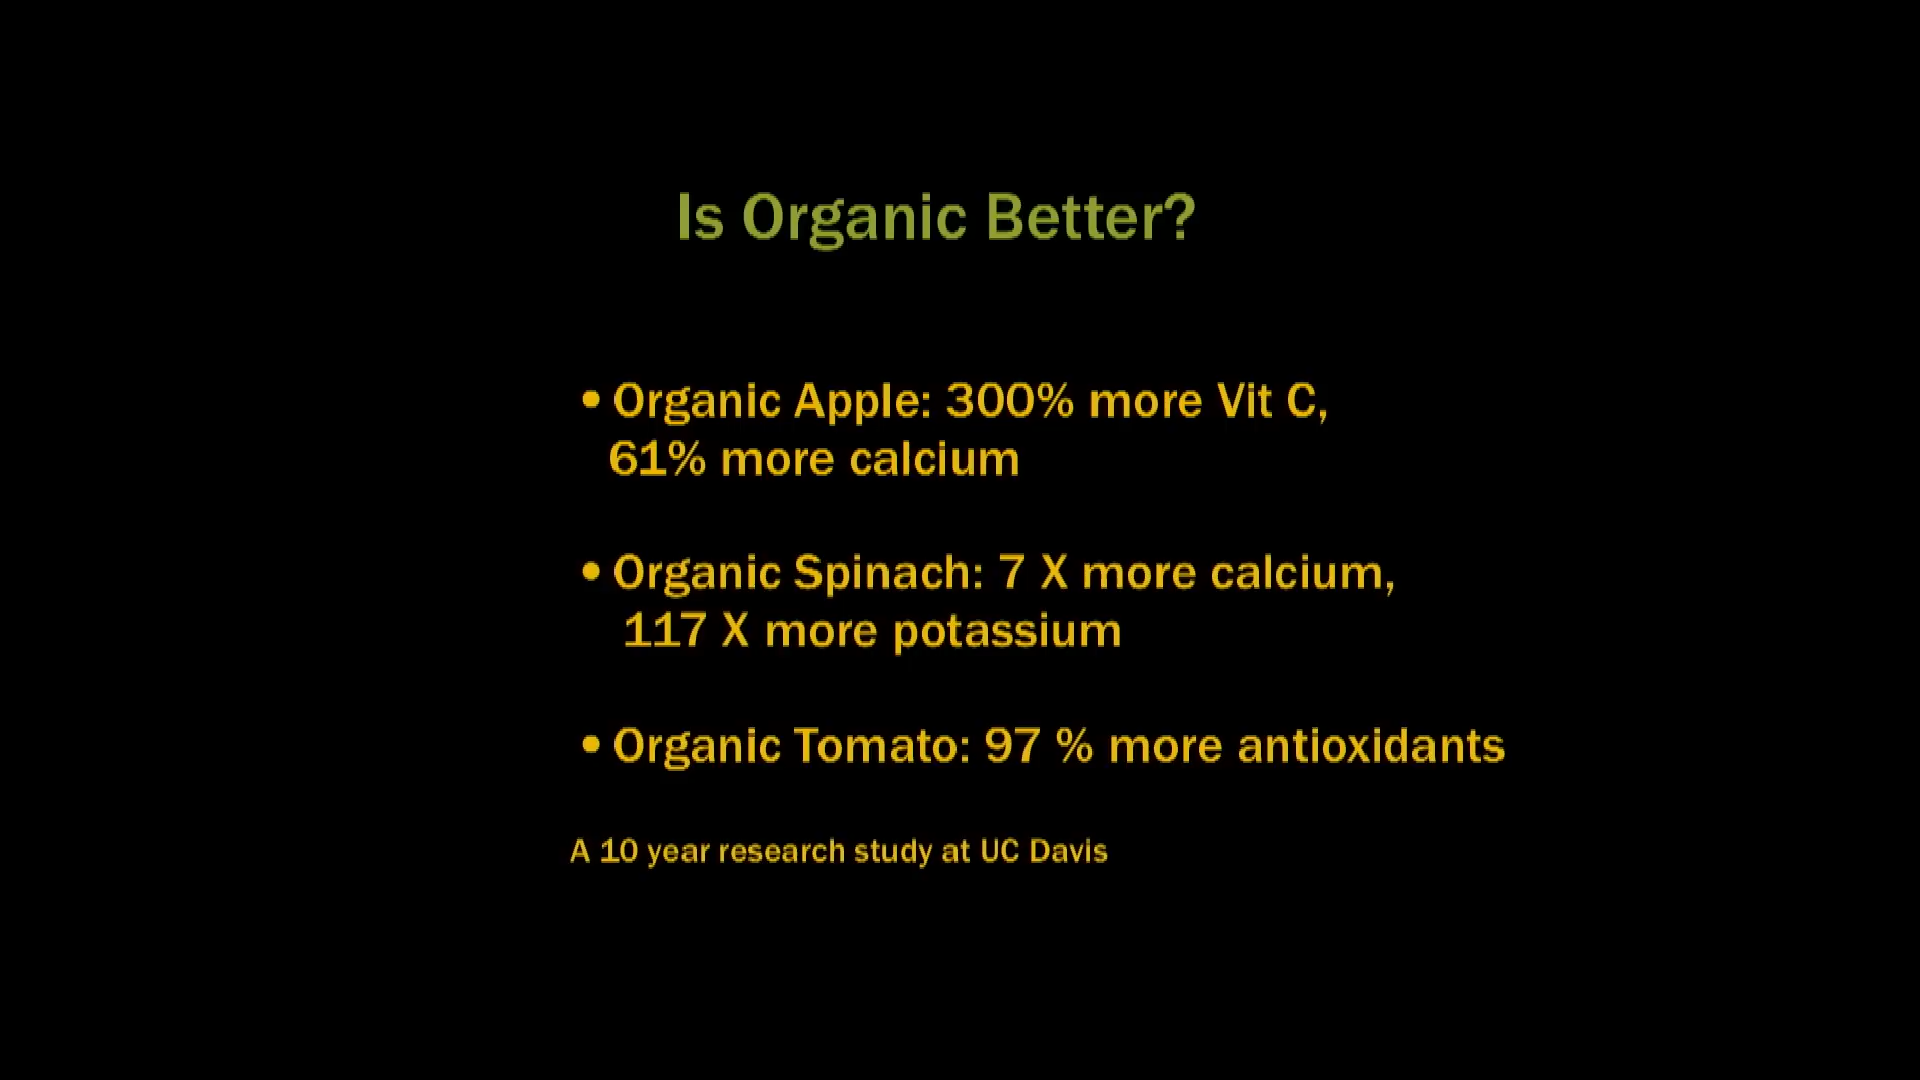 Is Organic Better?
• Organic Apple: 300% more Vit C,
61% more calcium
• Organic Spinach: 7 X more calcium,
117 X more potassium
• Organic Tomato: 97 % more antioxidants
A 10 year research study at UC Davis